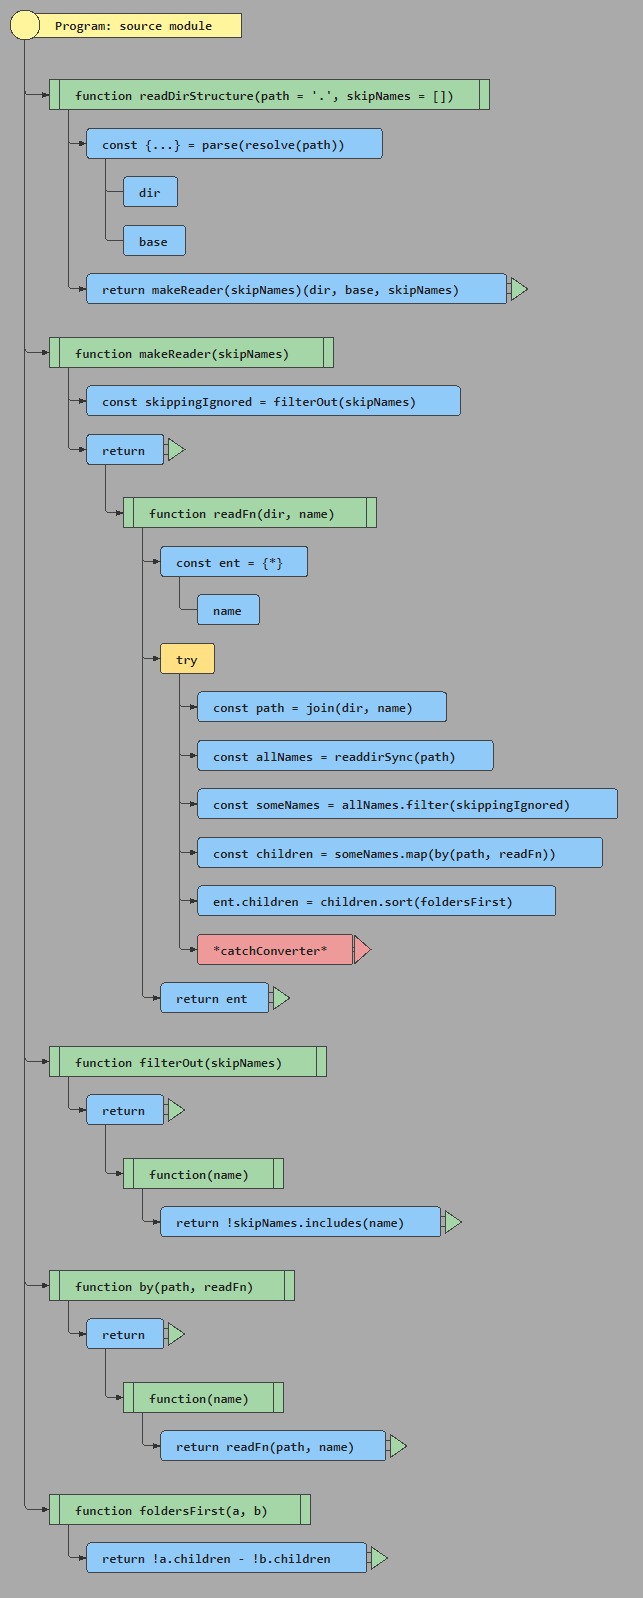 Program: source module
function readDirStructure(path = '.', skipNames = [])
const {...} = parse(resolve(path))
dir
base
return makeReader(skipNames)(dir, base, skipNames)
function makeReader(skipNames)
const skippingIgnored = filterOut(skipNames)
return
function readFn(dir, name)
const ent = {*}
name
try
const path = join(dir, name)
const allNames = readdirSync(path)
const someNames = allNames.filter(skippingIgnored)
const children = someNames.map(by(path, readFn))
ent.children = children.sort(foldersFirst)
*catchConverter*
return ent
function filterOut(skipNames)
return
function(name)
return !skipNames.includes(name)
function by(path, readFn)
return
function(name)
return readFn(path, name)
function foldersFirst(a, b)
return !a.children - !b.children